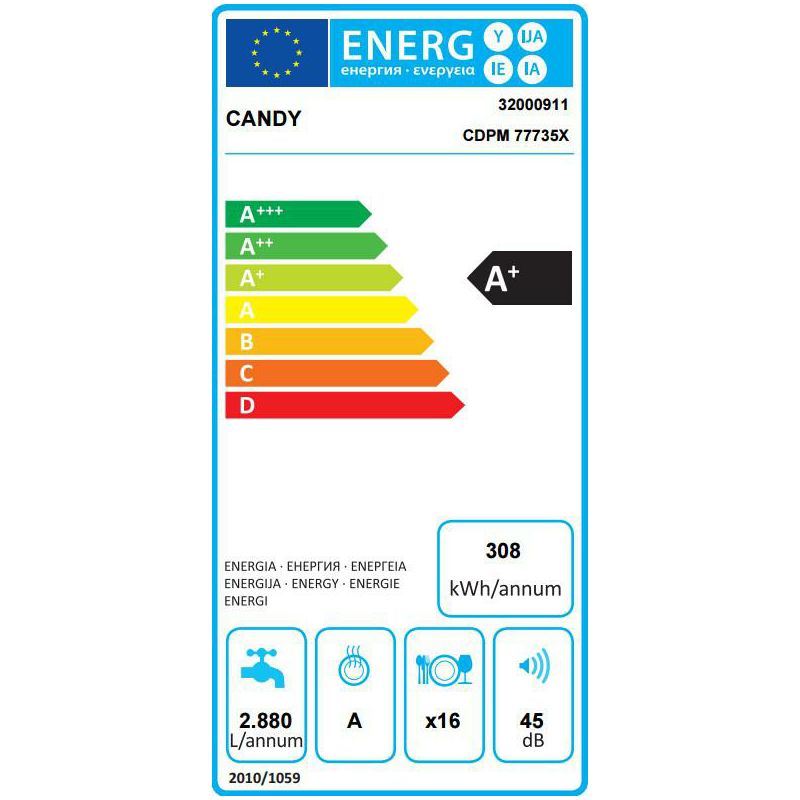 ENERG Y IJA
енергия · ενεργεια IE IA
CANDY
32000911
CDPM 77735X
A+++
A++
A+
A
B
C
D
A+
308
kWh/annum
ENERGIA · ЕНЕРГИЯ · ΕΝΕΡΓΕΙΑ
ENERGIJA · ENERGY · ENERGIE
ENERGI
2.880
L/annum
A
x16
45
dB
2010/1059